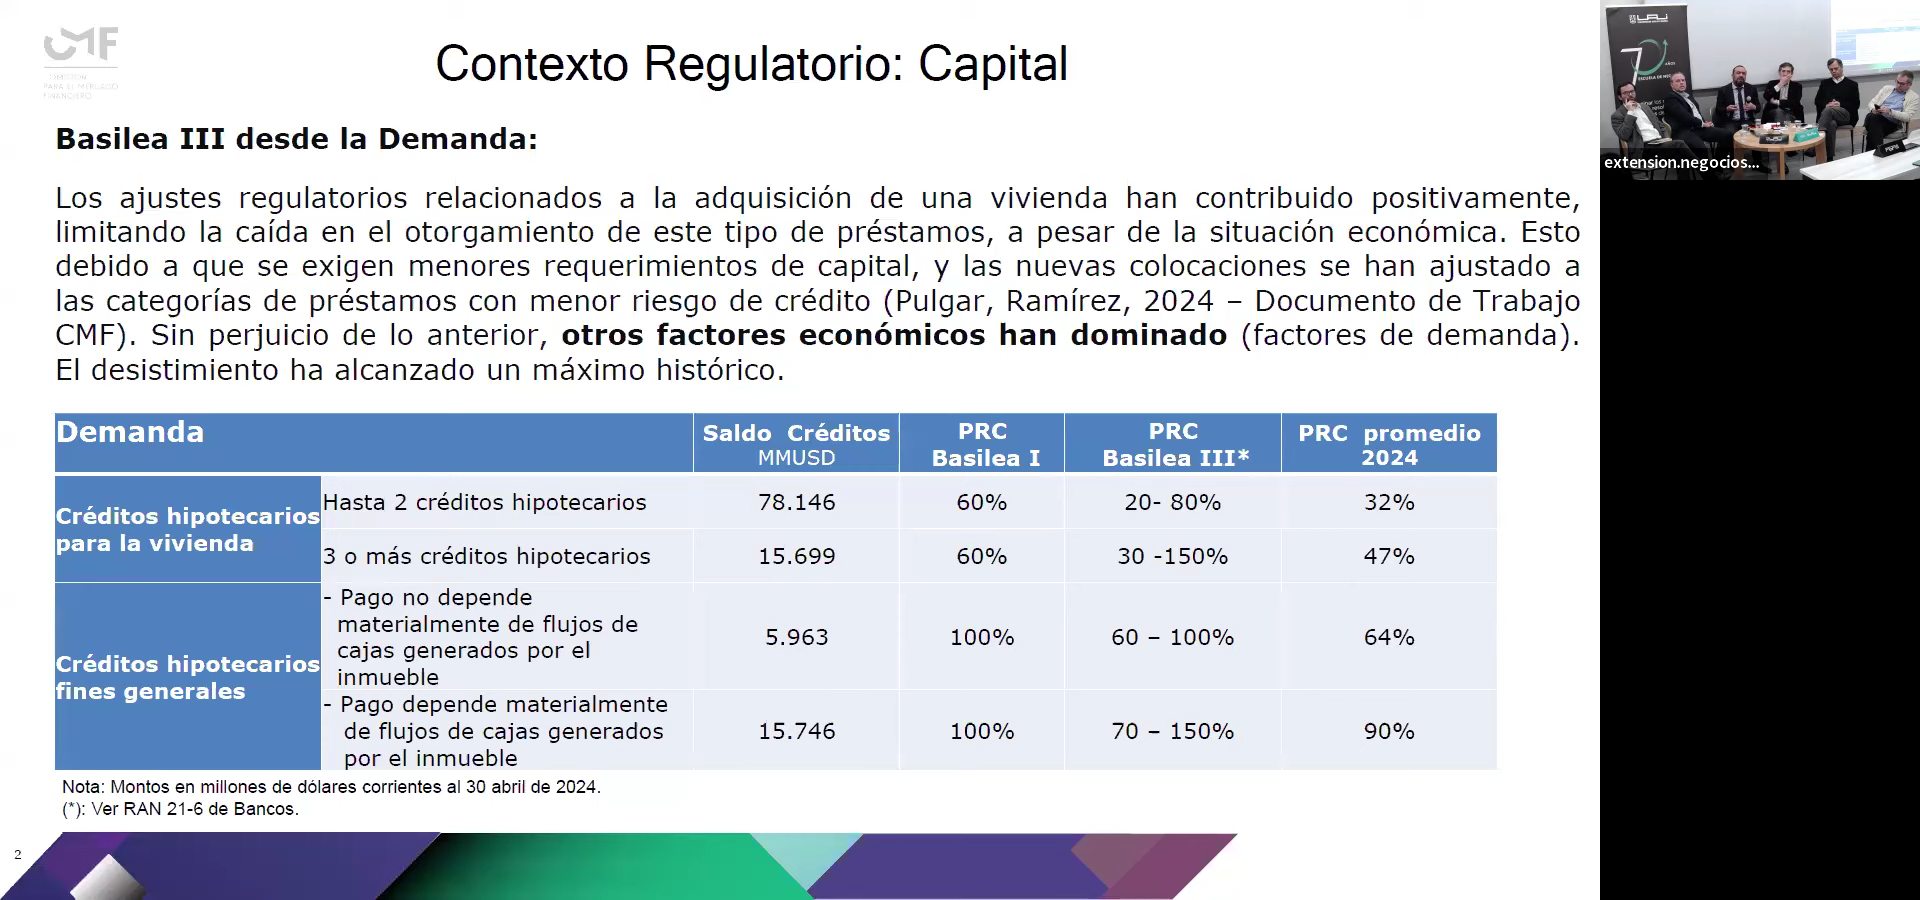 CMF
COMISIÓN
PARA EL MERCADO
FINANCIERO
Contexto Regulatorio: Capital
Basilea III desde la Demanda:
Los ajustes regulatorios relacionados a la adquisición de una vivienda han contribuido positivamente,
limitando la caída en el otorgamiento de este tipo de préstamos, a pesar de la situación económica. Esto
debido a que se exigen menores requerimientos de capital, y las nuevas colocaciones se han ajustado a
las categorías de préstamos con menor riesgo de crédito (Pulgar, Ramírez, 2024 – Documento de Trabajo
CMF). Sin perjuicio de lo anterior, otros factores económicos han dominado (factores de demanda).
El desistimiento ha alcanzado un máximo histórico.
Demanda
Saldo Créditos
MMUSD
PRC
Basilea I
PRC
Basilea III*
PRC promedio
2024
Créditos hipotecarios
para la vivienda
Hasta 2 créditos hipotecarios
78.146
60%
20- 80%
32%
3 o más créditos hipotecarios
15.699
60%
30 -150%
47%
Créditos hipotecarios
fines generales
- Pago no depende
materialmente de flujos de
cajas generados por el
inmueble
5.963
100%
60 – 100%
64%
- Pago depende materialmente
de flujos de cajas generados
por el inmueble
15.746
100%
70 – 150%
90%
Nota: Montos en millones de dólares corrientes al 30 abril de 2024.
(*): Ver RAN 21-6 de Bancos.
2
UAI
70
AÑOS
extension.negocios...